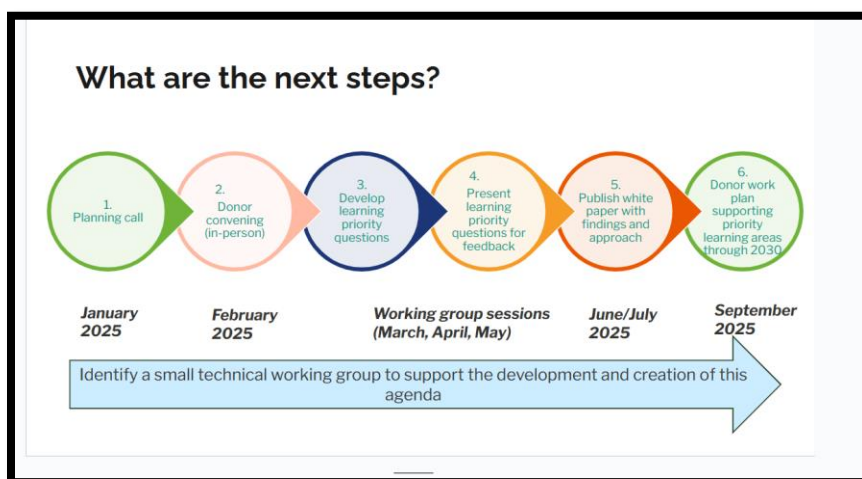 What are the next steps?
1.
Planning call
2.
Donor
convening
(in-person)
3.
Develop
learning
priority
questions
4.
Present
learning
priority
questions for
feedback
5.
Publish white
paper with
findings and
approach
6.
Donor work
plan
supporting
priority
learning areas
through 2030
January
2025
February
2025
Working group sessions
(March, April, May)
June/July
2025
September
2025
Identify a small technical working group to support the development and creation of this
agenda